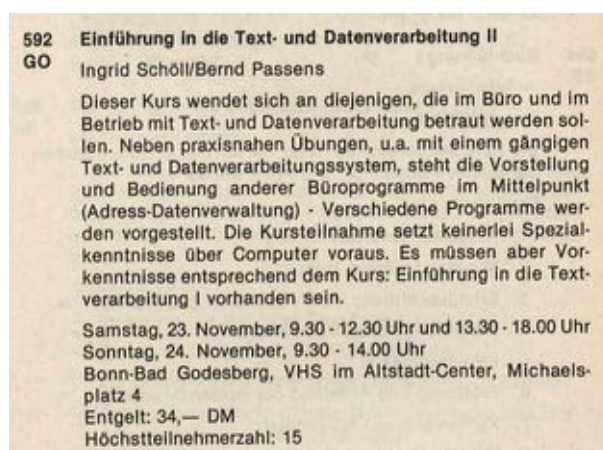 592 Einführung in die Text- und Datenverarbeitung II
GO Ingrid Schöll/Bernd Passens
Dieser Kurs wendet sich an diejenigen, die im Büro und im
Betrieb mit Text- und Datenverarbeitung betraut werden sol-
len. Neben praxisnahen Übungen, u.a. mit einem gängigen
Text- und Datenverarbeitungssystem, steht die Vorstellung
und Bedienung anderer Büroprogramme im Mittelpunkt
(Adress-Datenverwaltung) - Verschiedene Programme wer-
den vorgestellt. Die Kursteilnahme setzt keinerlei Spezial-
kenntnisse über Computer voraus. Es müssen aber Vor-
kenntnisse entsprechend dem Kurs: Einführung in die Text-
verarbeitung I vorhanden sein.
Samstag, 23. November, 9.30 - 12.30 Uhr und 13.30 - 18.00 Uhr
Sonntag, 24. November, 9.30 - 14.00 Uhr
Bonn-Bad Godesberg, VHS im Altstadt-Center, Michaels-
platz 4
Entgelt: 34,— DM
Höchstteilnehmerzahl: 15